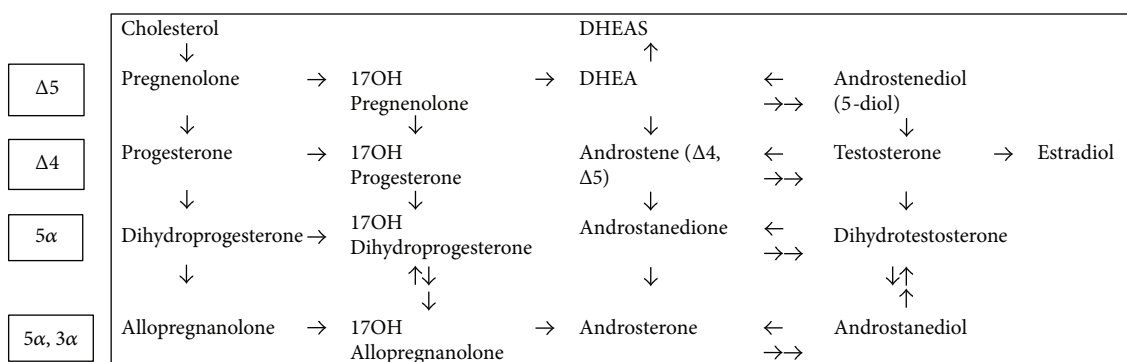 Cholesterol DHEAS
↓ ↑
Δ5 Pregnenolone → 17OH → DHEA ← Androstenediol
Pregnenolone →→ (5-diol)
↓ ↓ ↓ ↓
Δ4 Progesterone → 17OH Androstene (Δ4, ← Testosterone → Estradiol
Progesterone Δ5) →→
↓ ↓ ↓ ↓
5α Dihydroprogesterone → 17OH Androstanedione ← Dihydrotestosterone
Dihydroprogesterone →→
↓ ↑↓ ↓ ↓↑
↓ ↑
5α, 3α Allopregnanolone → 17OH → Androsterone ← Androstanediol
Allopregnanolone →→